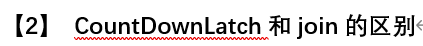 【2】 CountDownLatch 和 join 的区别